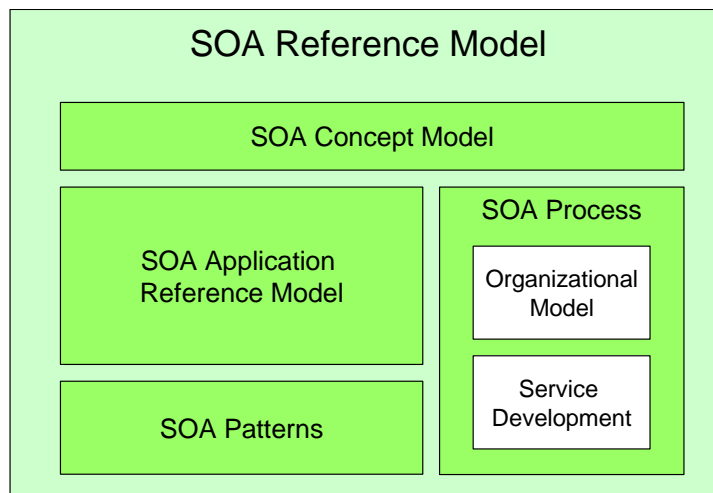 SOA Reference Model
SOA Concept Model
SOA Application
Reference Model
SOA Patterns
SOA Process
Organizational
Model
Service
Development